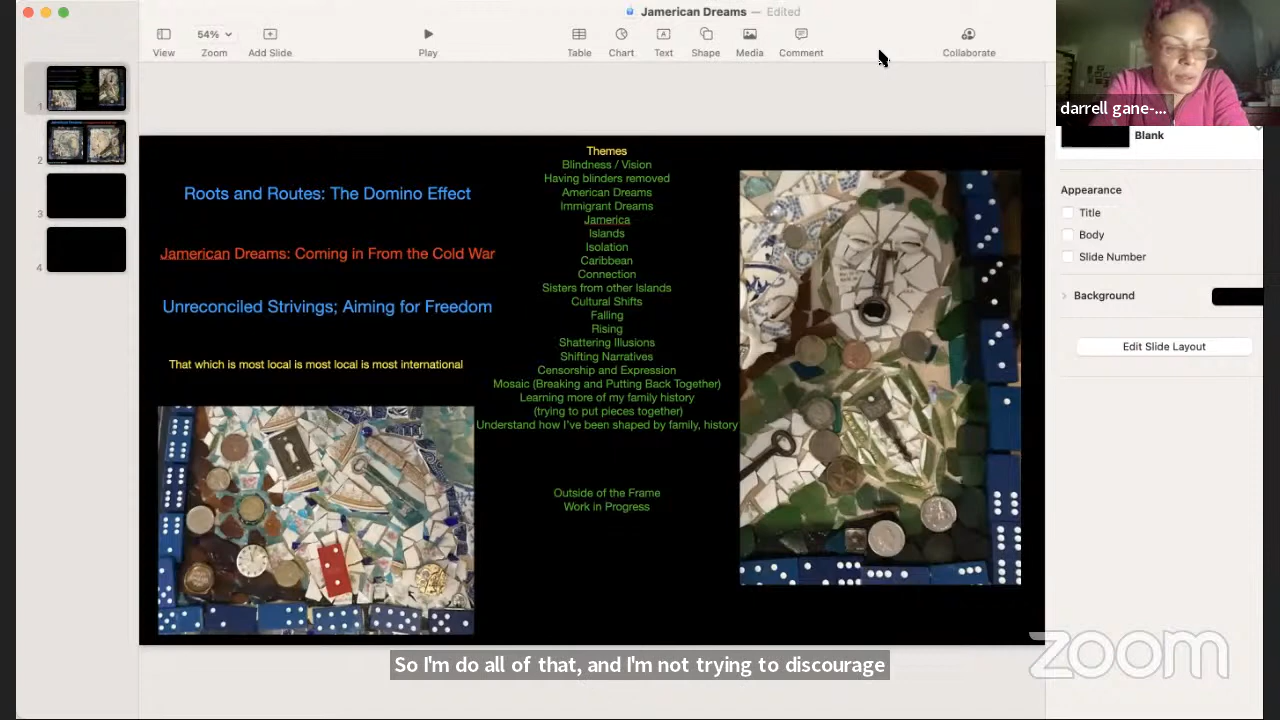 Jamerican Dreams — Edited
54%
View
Zoom
Add Slide
Play
Table
Chart
Text
Shape
Media
Comment
Collaborate
darrell gane-...
1
2
3
4
Roots and Routes: The Domino Effect
Jamerican Dreams: Coming in From the Cold War
Unreconciled Strivings; Aiming for Freedom
That which is most local is most local is most international
Themes
Blindness / Vision
Having blinders removed
American Dreams
Immigrant Dreams
Jamerica
Islands
Isolation
Caribbean
Connection
Sisters from other Islands
Cultural Shifts
Falling
Rising
Shattering Illusions
Shifting Narratives
Censorship and Expression
Mosaic (Breaking and Putting Back Together)
Learning more of my family history
(trying to put pieces together)
Understand how I've been shaped by family, history
Outside of the Frame
Work in Progress
Blank
Appearance
Title
Body
Slide Number
Background
Edit Slide Layout
So I'm do all of that, and I'm not trying to discourage
zoom